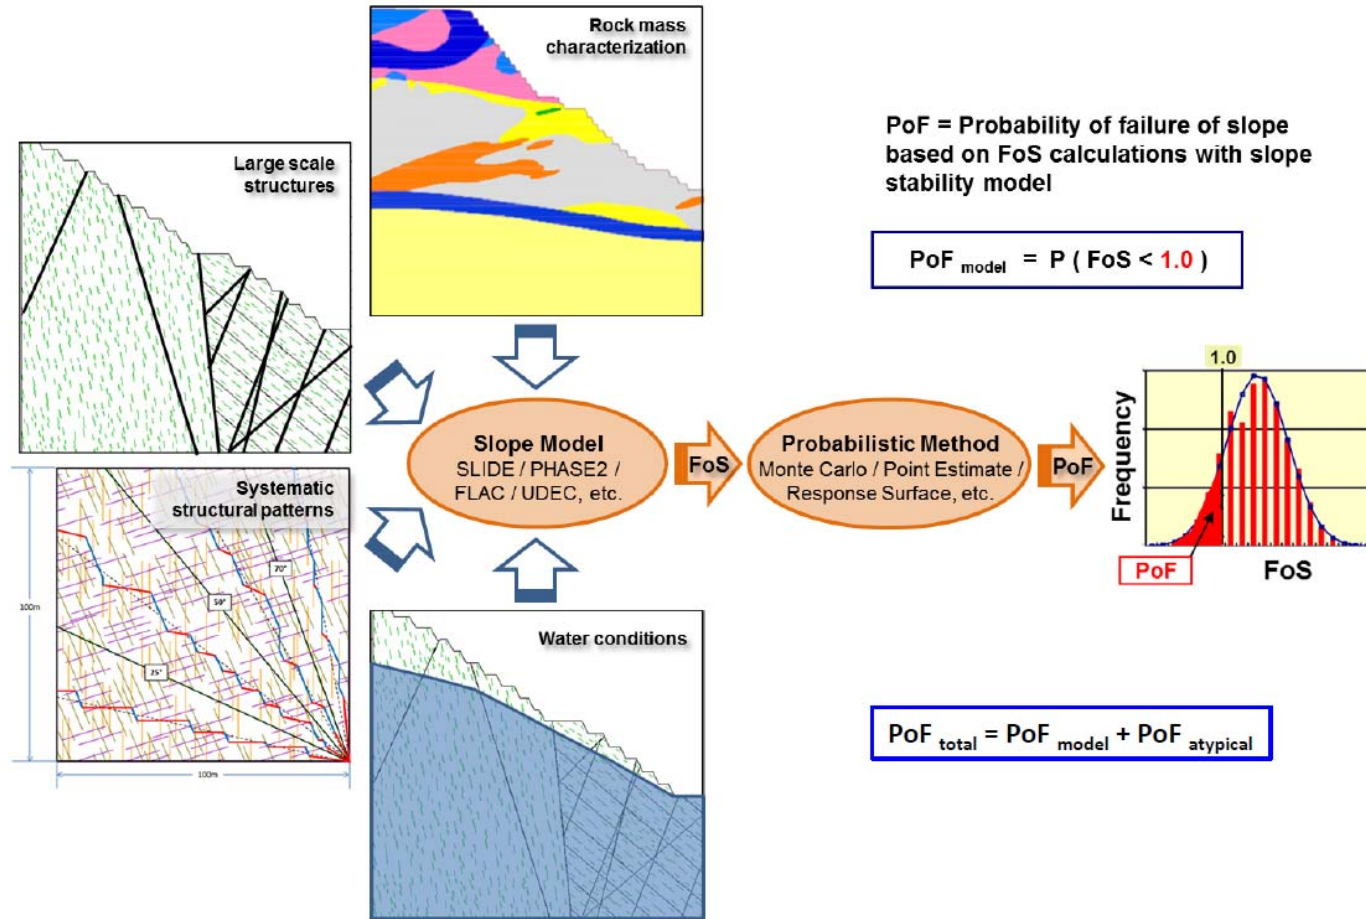 Rock mass
characterization
Large scale
structures
PoF = Probability of failure of slope
based on FoS calculations with slope
stability model
PoF model = P ( FoS < 1.0 )
Systematic
structural patterns
100m
70°
50°
25°
100m
Slope Model
SLIDE / PHASE2 /
FLAC / UDEC, etc.
FoS
Probabilistic Method
Monte Carlo / Point Estimate /
Response Surface, etc.
PoF
1.0
Frequency
PoF
FoS
Water conditions
PoF total = PoF model + PoF atypical